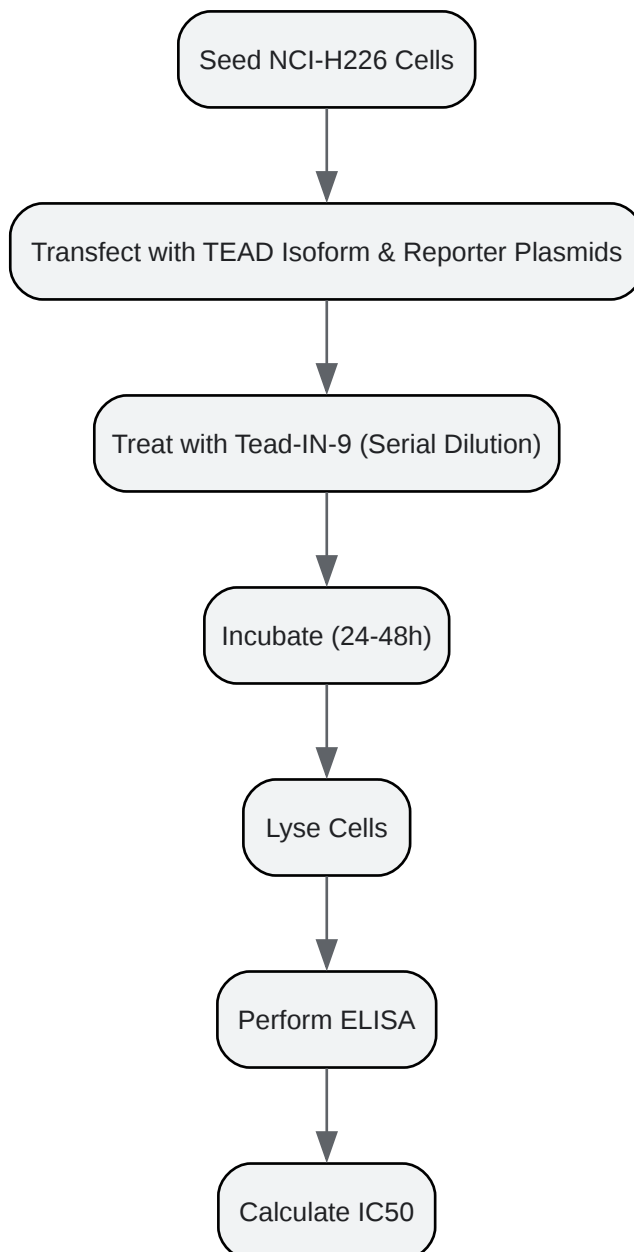 Seed NCI-H226 Cells
Transfect with TEAD Isoform & Reporter Plasmids
Treat with Tead-IN-9 (Serial Dilution)
Incubate (24-48h)
Lyse Cells
Perform ELISA
Calculate IC50